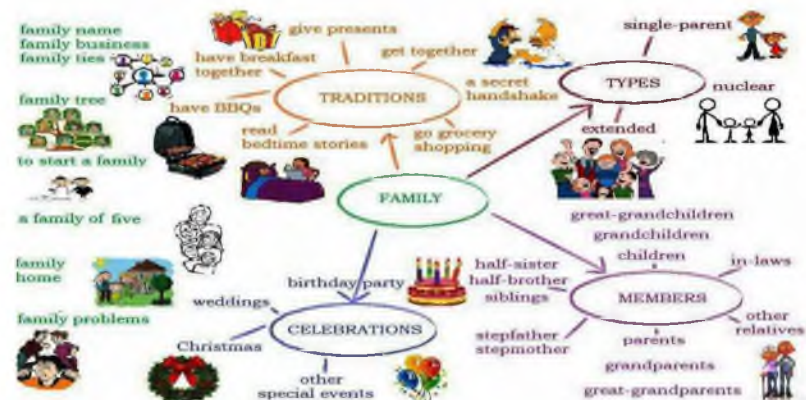 family name
family business
family ties
family tree
to start a family
a family of five
family
home
family problems
give presents
have breakfast
together
get together
have BBQs
TRADITIONS
a secret
handshake
read
bedtime stories
go grocery
shopping
single-parent
TYPES
nuclear
extended
FAMILY
great-grandchildren
grandchildren
children
half-sister
half-brother
siblings
in-laws
MEMBERS
other
relatives
stepfather
stepmother
parents
grandparents
great-grandparents
birthday party
weddings
CELEBRATIONS
Christmas
other
special events